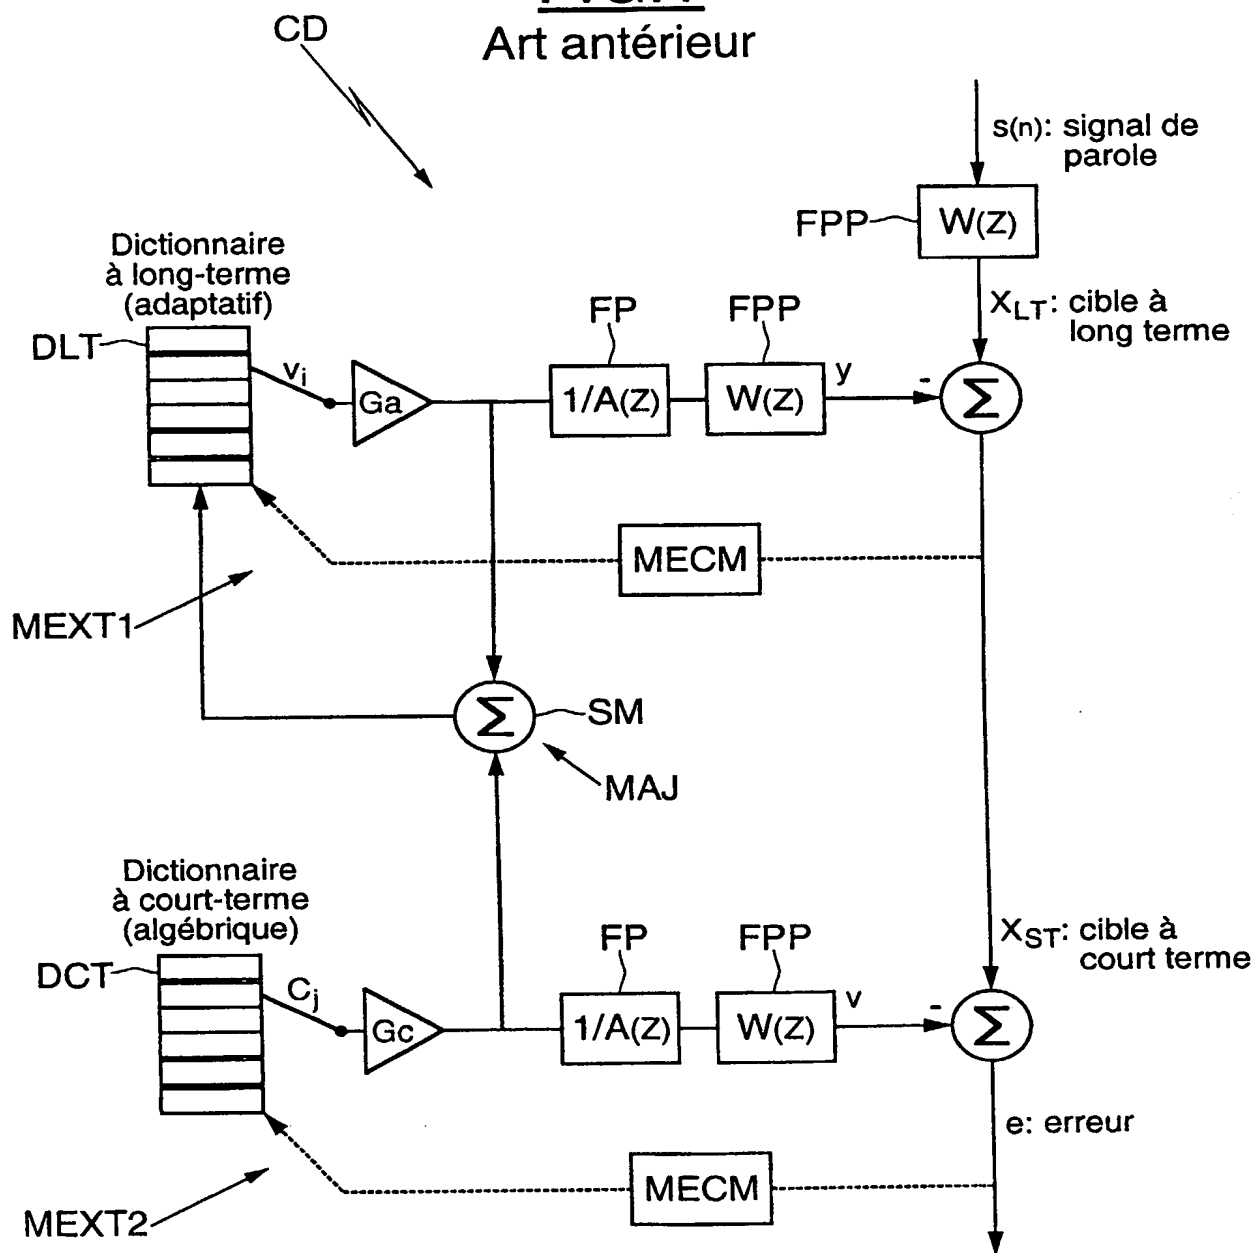 CD
Art antérieur
s(n): signal de
parole
FPP
W(Z)
Dictionnaire
à long-terme
(adaptatif)
XLT: cible à
long terme
DLT
vi
Ga
FP
1/A(Z)
FPP
W(Z)
y
-
Σ
MECM
MEXT1
Σ
SM
MAJ
Dictionnaire
à court-terme
(algébrique)
XST: cible à
court terme
DCT
Cj
Gc
FP
1/A(Z)
FPP
W(Z)
v
-
Σ
e: erreur
MECM
MEXT2